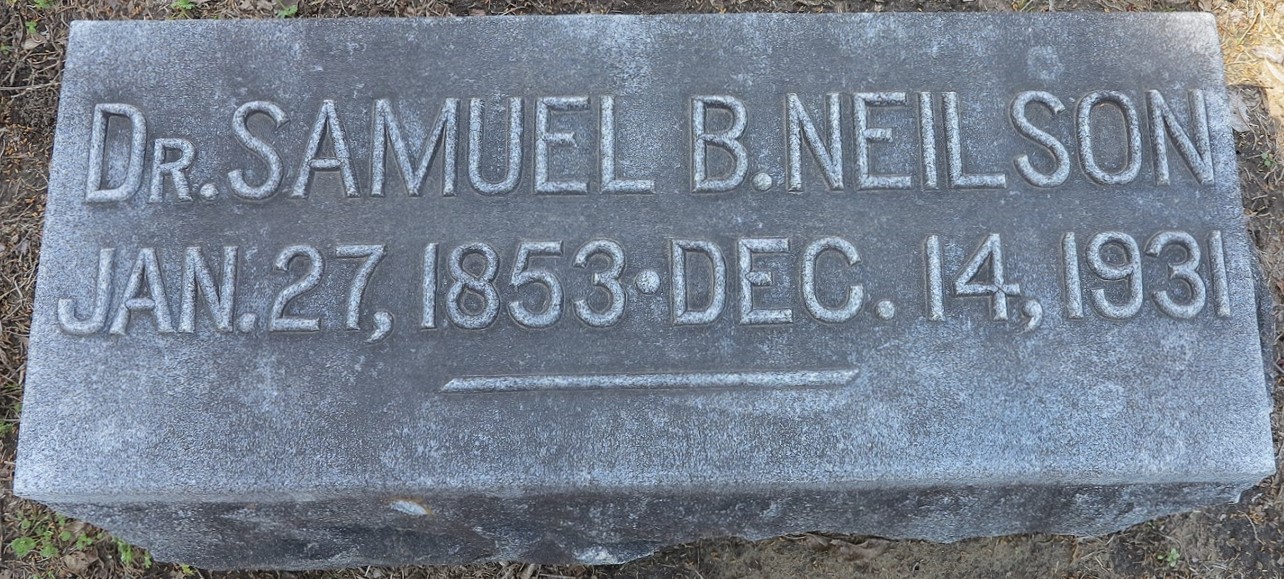 DR. SAMUEL B. NEILSON
JAN. 27, 1853 · DEC. 14, 1931